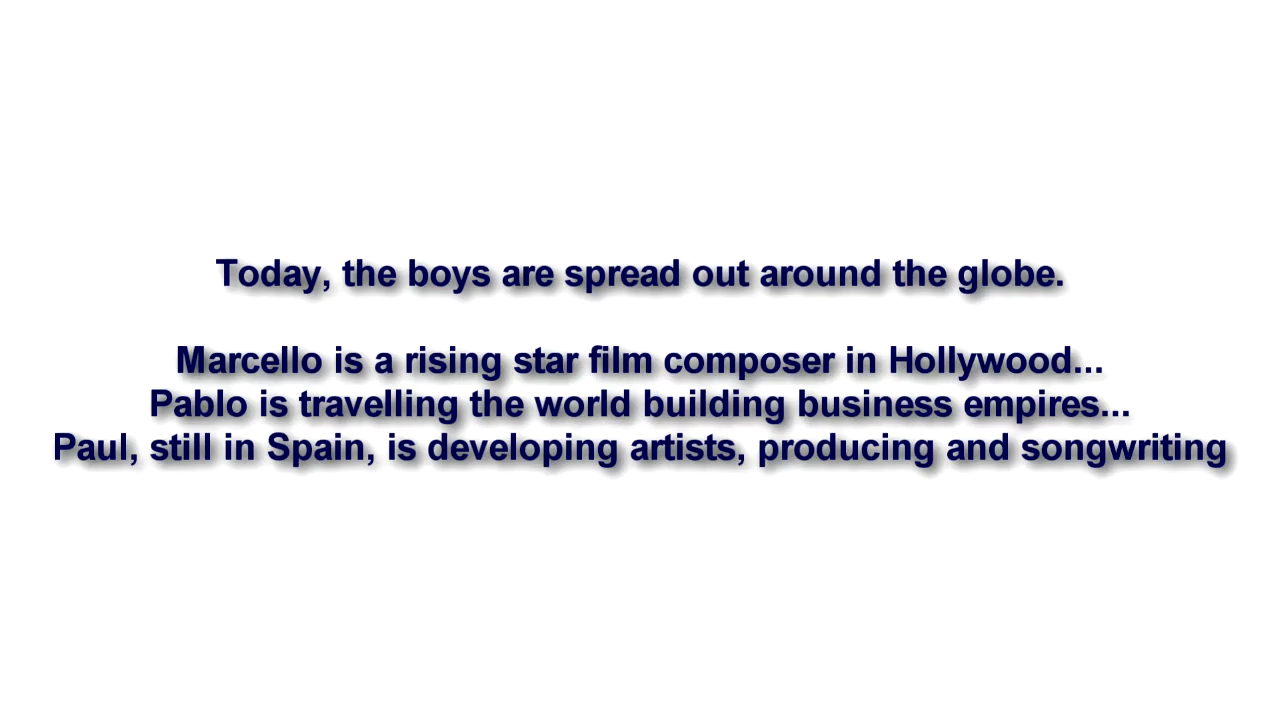 Today, the boys are spread out around the globe.
Marcello is a rising star film composer in Hollywood...
Pablo is travelling the world building business empires...
Paul, still in Spain, is developing artists, producing and songwriting